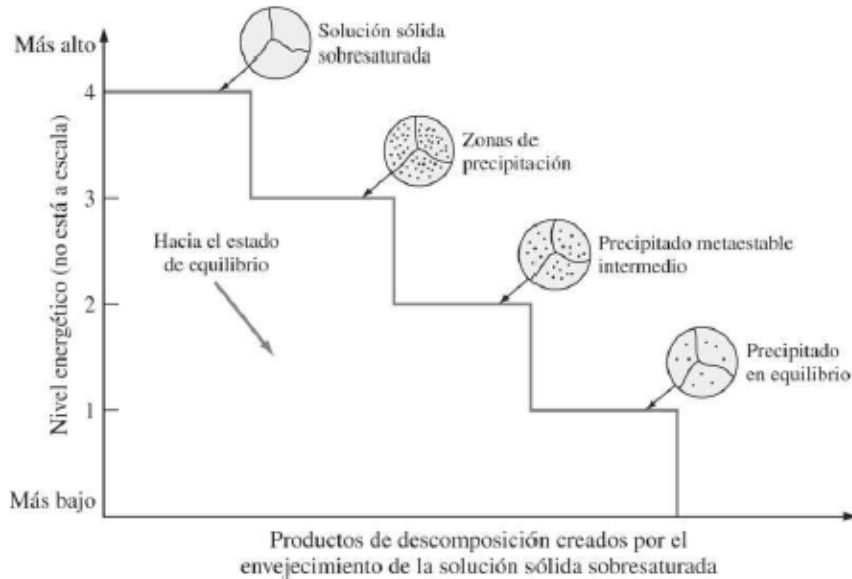 Más alto
Solución sólida
sobresaturada
4
Zonas de
precipitación
3
Hacia el estado
de equilibrio
Precipitado metaestable
intermedio
2
Precipitado
en equilibrio
1
Más bajo
Nivel energético (no está a escala)
Productos de descomposición creados por el
envejecimiento de la solución sólida sobresaturada